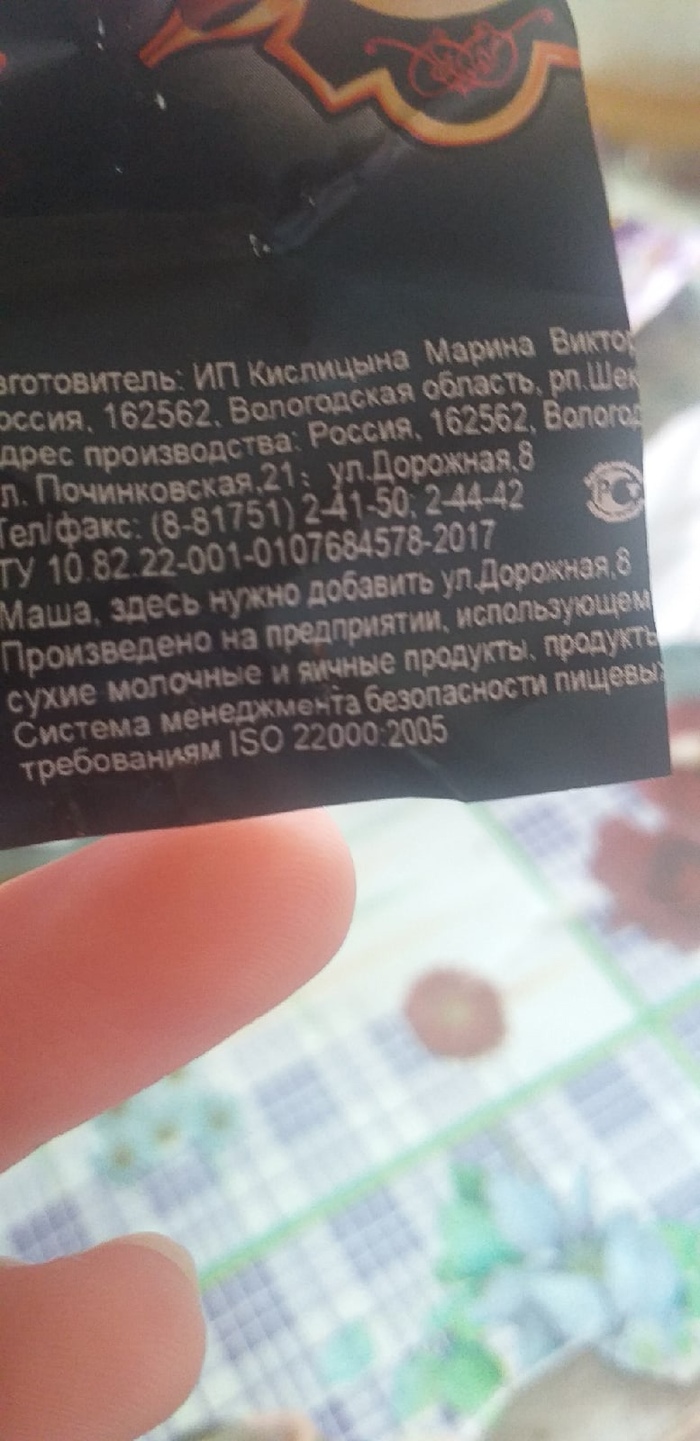 зготовитель: ИП Кислицына Марина Виктор
оссия, 162562, Вологодская область, рп.Шек
дрес производства: Россия, 162562, Волого
л. Починковская,21; ул.Дорожная,8
Тел/факс: (8-81751) 2-41-50; 2-44-42
ТУ 10.82.22-001-0107684578-2017
Маша, здесь нужно добавить ул.Дорожная,8
Произведено на предприятии, использующем
сухие молочные и яичные продукты, продукты
Система менеджмента безопасности пищевых
требованиям ISO 22000:2005